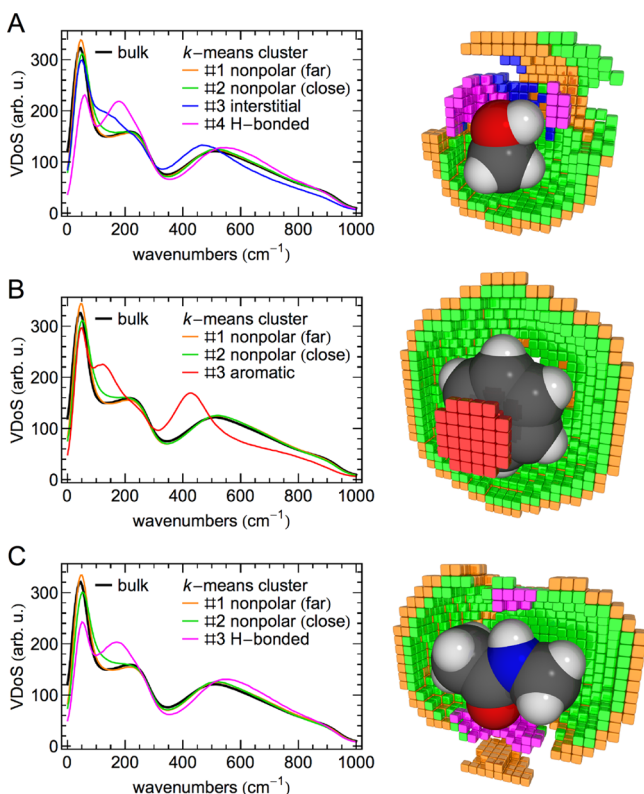 A
VDoS (arb. u.)
300
200
100
0
bulk
k-means cluster
#1 nonpolar (far)
#2 nonpolar (close)
#3 interstitial
#4 H-bonded
0 200 400 600 800 1000
wavenumbers (cm⁻¹)
B
VDoS (arb. u.)
300
200
100
0
bulk
k-means cluster
#1 nonpolar (far)
#2 nonpolar (close)
#3 aromatic
0 200 400 600 800 1000
wavenumbers (cm⁻¹)
C
VDoS (arb. u.)
300
200
100
0
bulk
k-means cluster
#1 nonpolar (far)
#2 nonpolar (close)
#3 H-bonded
0 200 400 600 800 1000
wavenumbers (cm⁻¹)